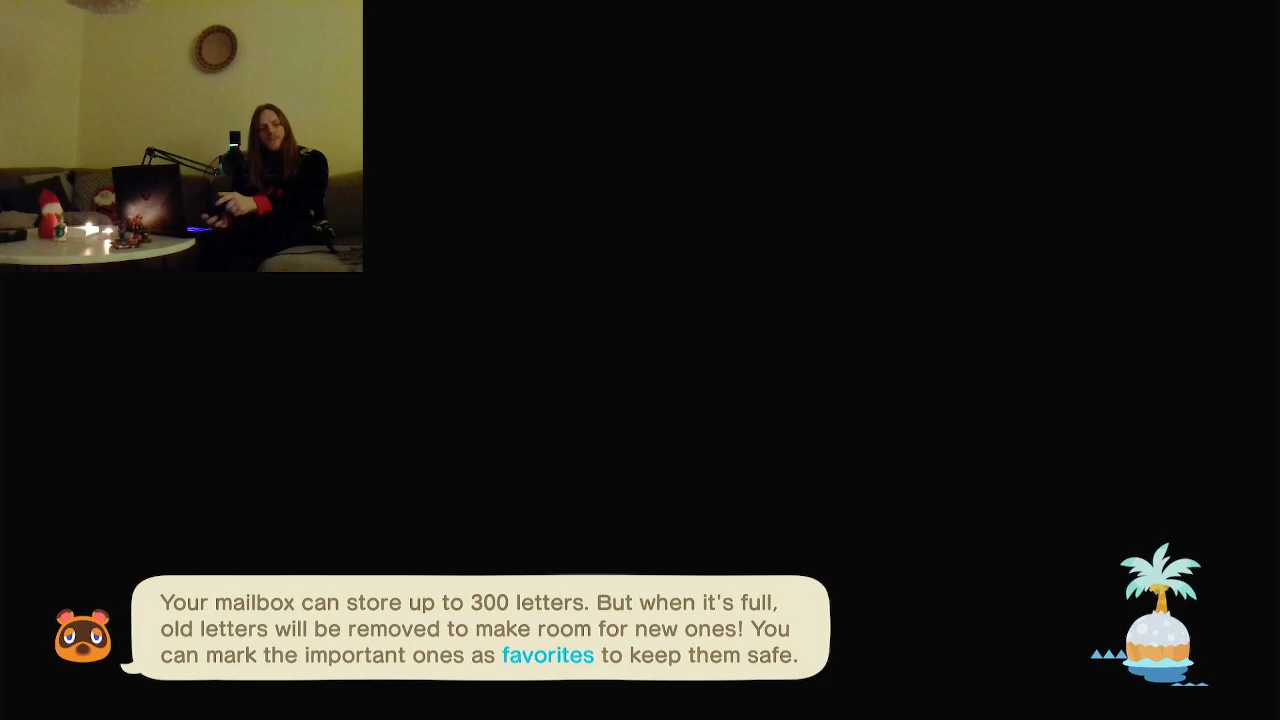 Your mailbox can store up to 300 letters. But when it's full,
old letters will be removed to make room for new ones! You
can mark the important ones as favorites to keep them safe.